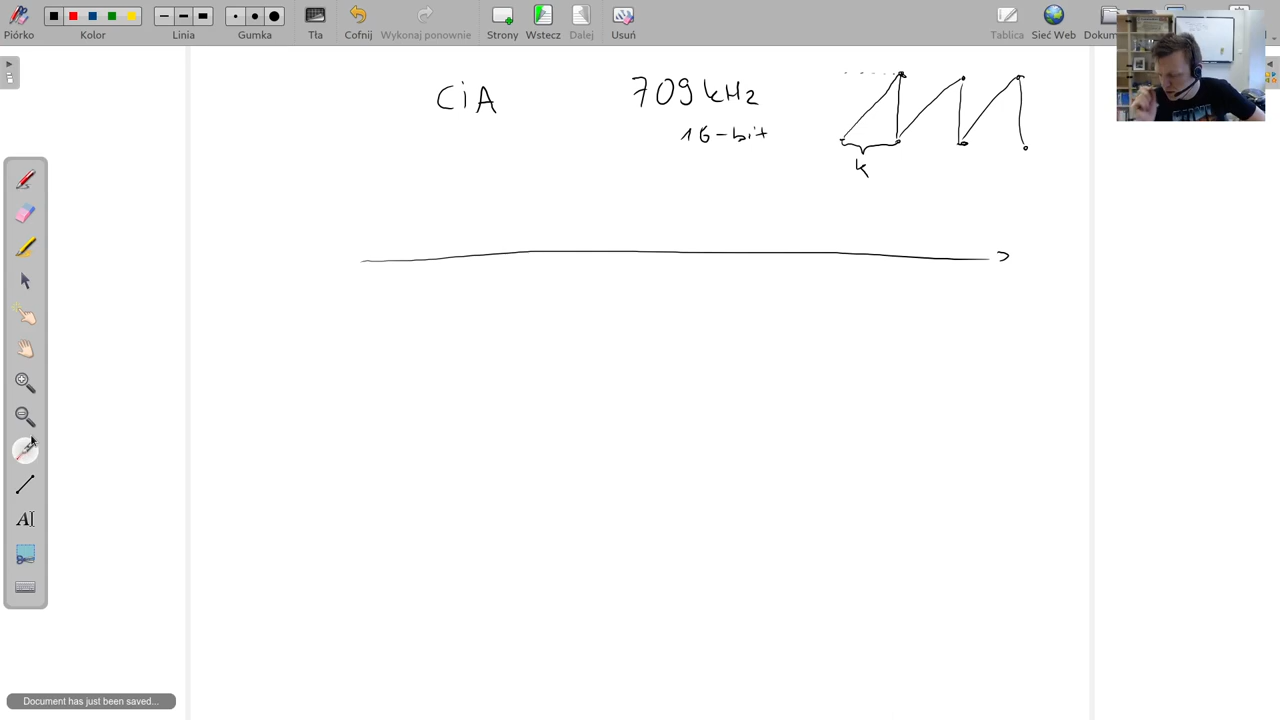 Piórko
Kolor
Linia
Gumka
Tła
Cofnij
Wykonaj ponownie
Strony
Wstecz
Dalej
Usuń
Tablica
Sieć Web
CiA
709 kHz
16-bit
k
AI
Document has just been saved...